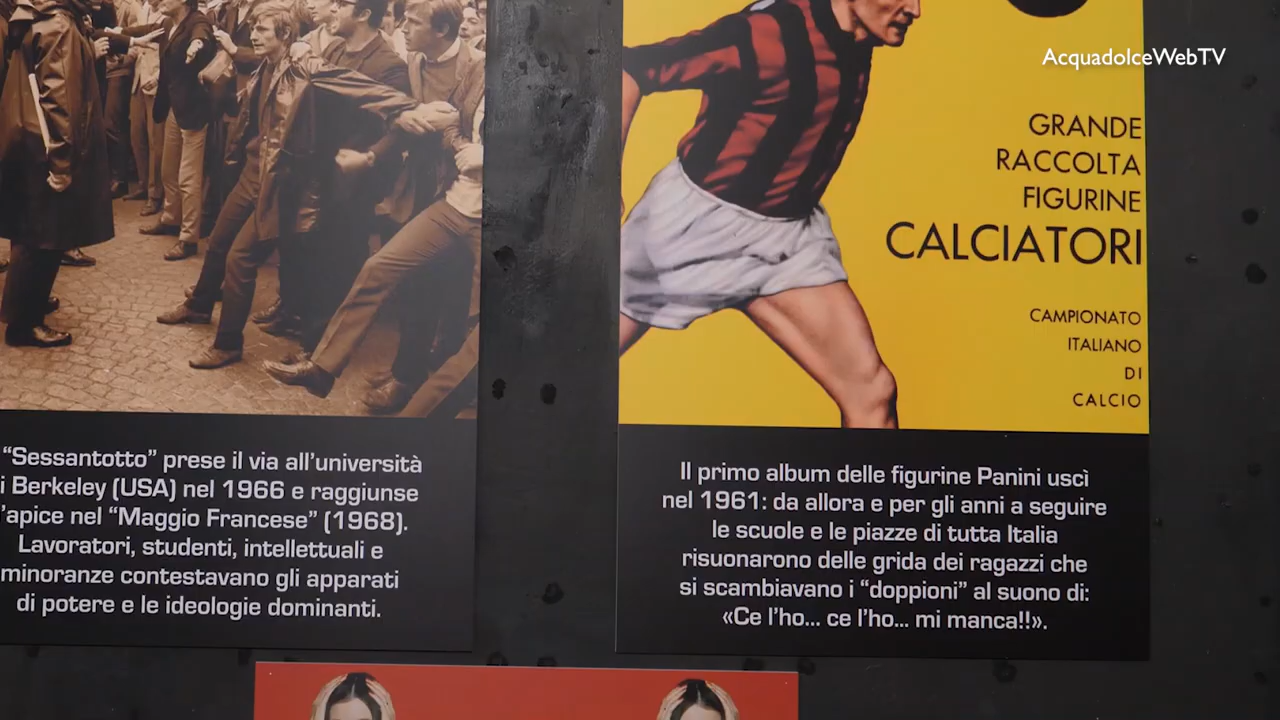 AcquadolceWebTV
GRANDE
RACCOLTA
FIGURINE
CALCIATORI
CAMPIONATO
ITALIANO
DI
CALCIO
“Sessantotto” prese il via all’università
i Berkeley (USA) nel 1966 e raggiunse
’apice nel “Maggio Francese” (1968).
Lavoratori, studenti, intellettuali e
minoranze contestavano gli apparati
di potere e le ideologie dominanti.
Il primo album delle figurine Panini uscì
nel 1961: da allora e per gli anni a seguire
le scuole e le piazze di tutta Italia
risuonarono delle grida dei ragazzi che
si scambiavano i “doppioni” al suono di:
«Ce l’ho... ce l’ho... mi manca!!».